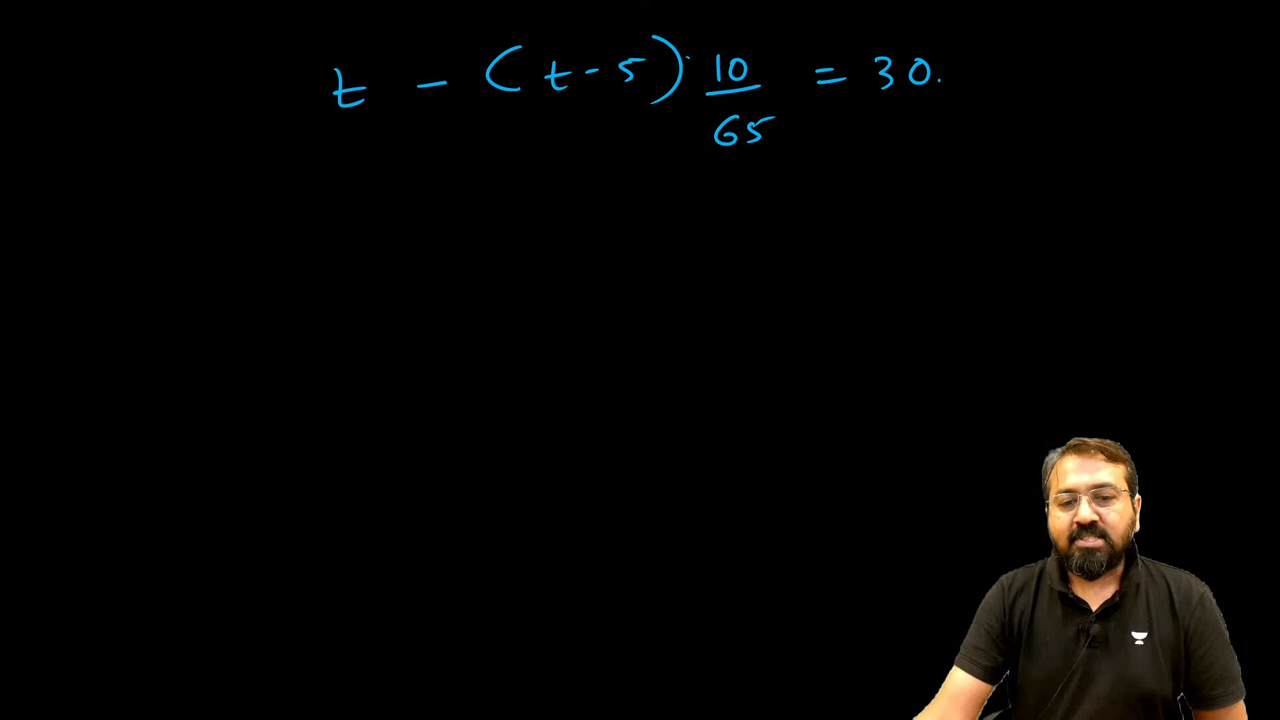 t - (t - 5) 10/65 = 30.